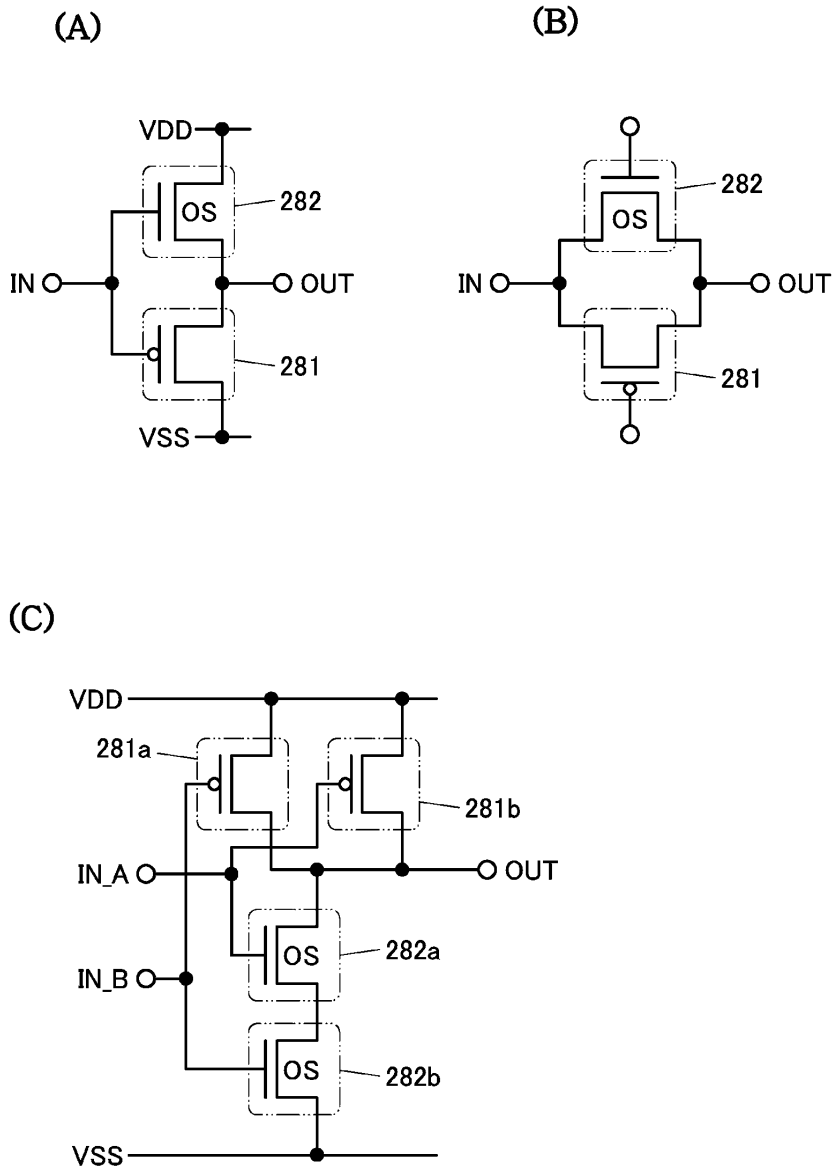 (A)
(B)
VDD
OS
282
IN
OUT
281
VSS
OS
282
IN
OUT
281
(C)
VDD
281a
281b
IN_A
OUT
OS
282a
IN_B
OS
282b
VSS